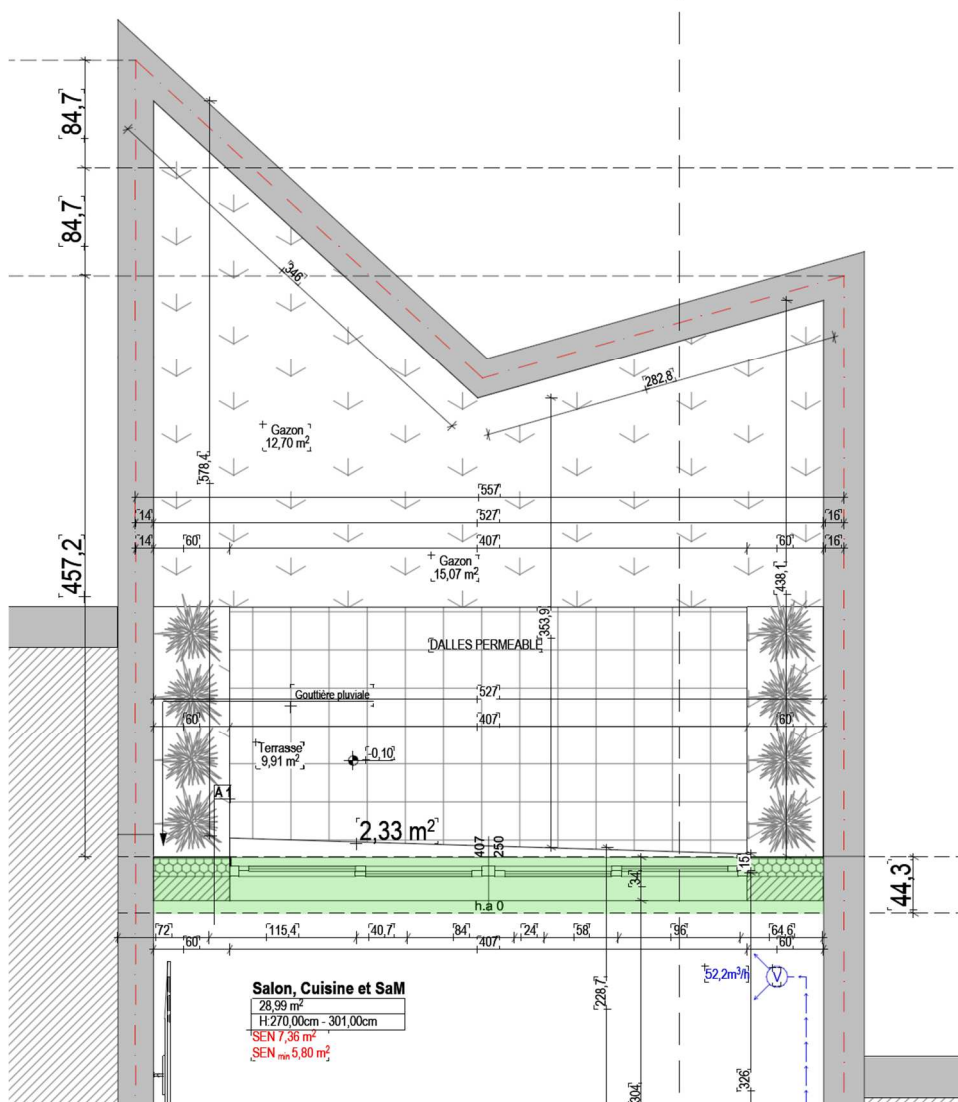 84,7
84,7
346
282,8
Gazon
12,70 m²
578,4
557
14
527
16
14
60
407
60
16
457,2
Gazon
15,07 m²
438,1
353,9
DALLES PERMEABLE
527
Gouttière pluviale
60
407
60
Terrasse
9,91 m²
-0,10
A 1
2,33 m²
407
250
15
34
44,3
h.a 0
72
115,4
40,7
84
24
58
96
64,6
60
407
60
Salon, Cuisine et SaM
28,99 m²
H:270,00cm - 301,00cm
SEN 7,36 m²
SEN min 5,80 m²
52,2m³/h
V
228,7
304
326